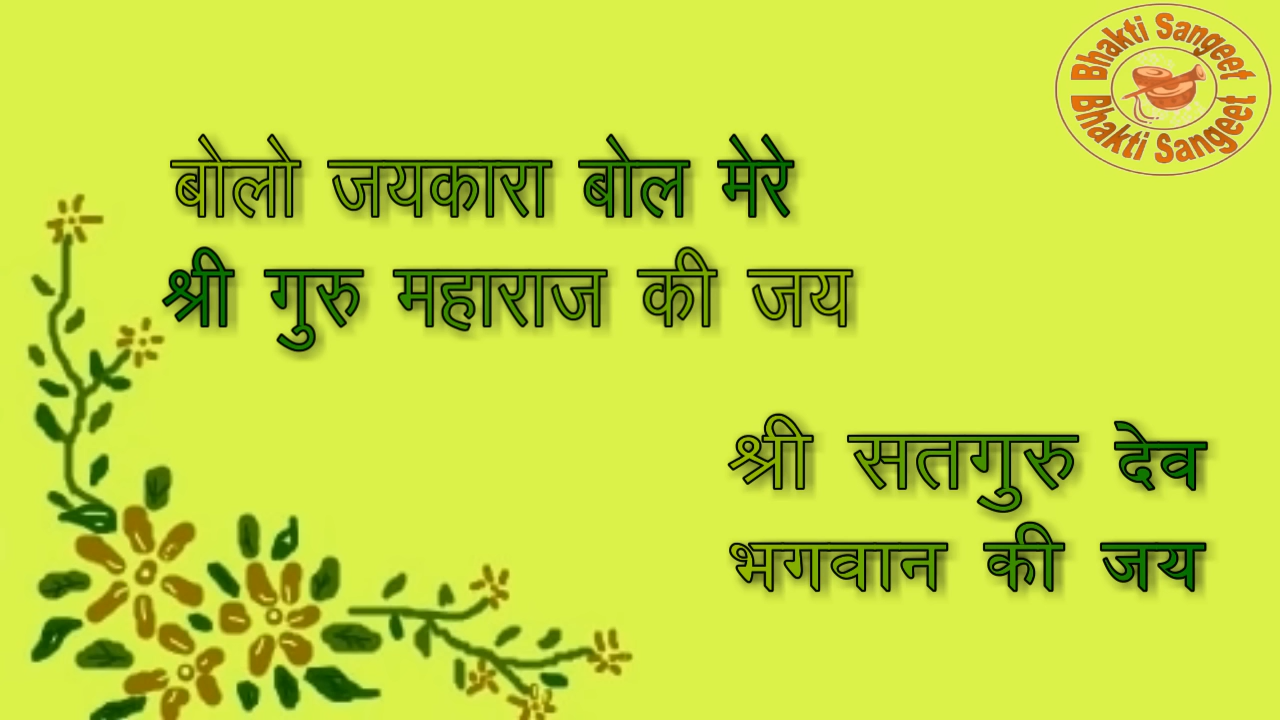 Bhakti Sangeet
Bhakti Sangeet
बोलो जयकारा बोल मेरे
श्री गुरु महाराज की जय
श्री सतगुरु देव
भगवान की जय